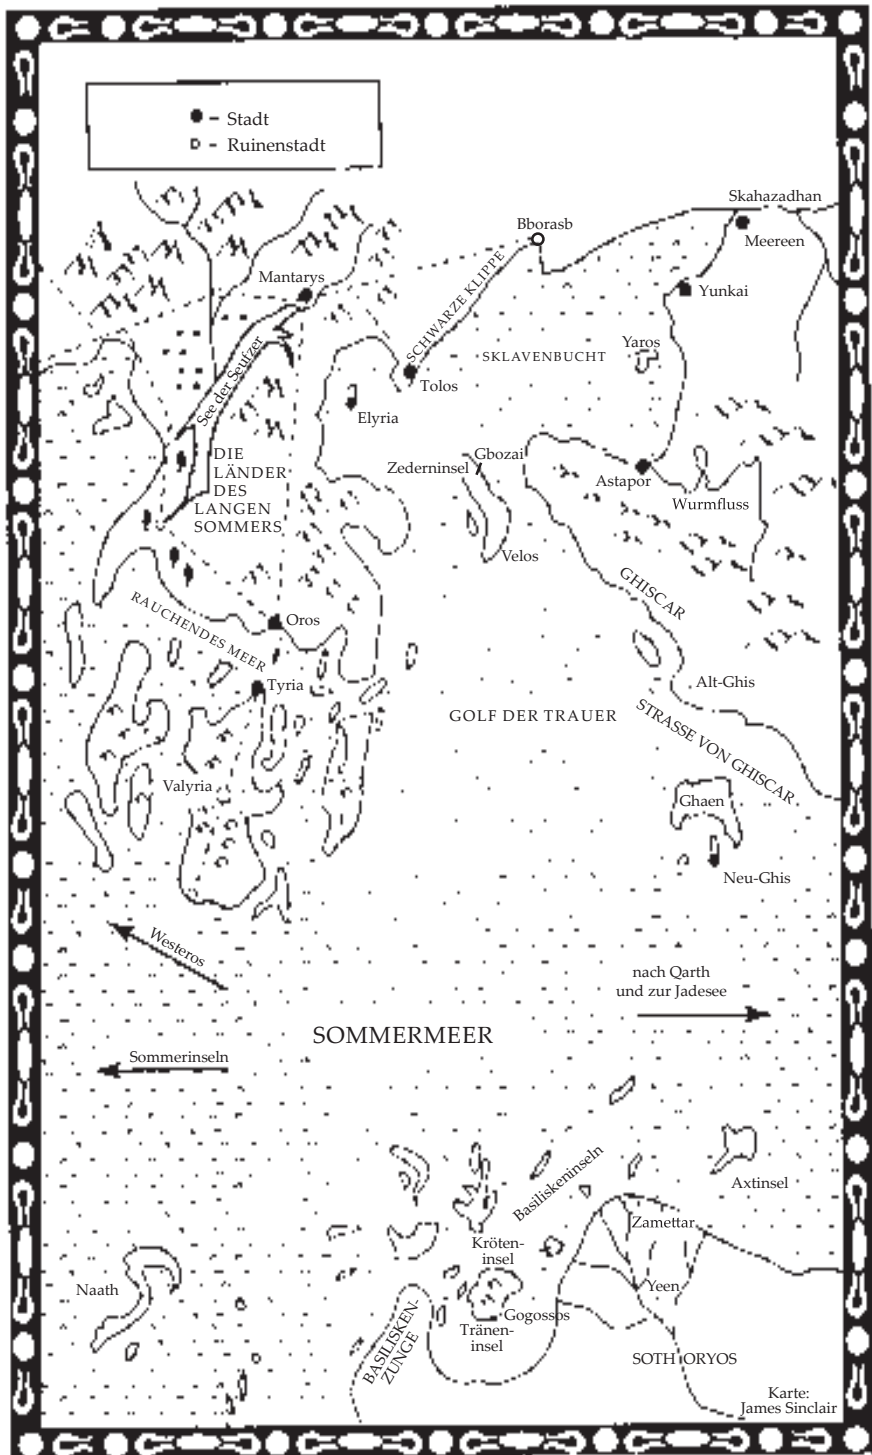 - Stadt
- Ruinenstadt
Skahazadhan
Bborasb
Meereen
Mantarys
SCHWARZE KLIPPE
Yunkai
See der Seufzer
SKLAVENBUCHT
Yaros
Tolos
Elyria
DIE
LÄNDER
DES
LANGEN
SOMMERS
Gbozai
Zederninsel
Astapor
Wurmfluss
Velos
GHISCAR
RAUCHENDES MEER
Oros
Tyria
Alt-Ghis
GOLF DER TRAUER
STRASSE VON GHISCAR
Valyria
Ghaen
Neu-Ghis
Westeros
nach Qarth
und zur Jadesee
SOMMERMEER
Sommerinseln
Basiliskeninseln
Axtinsel
Zamettar
Kröten-
insel
Naath
Yeen
Gogossos
Tränen-
insel
BASILISKEN-
ZUNGE
SOTHORYOS
Karte:
James Sinclair